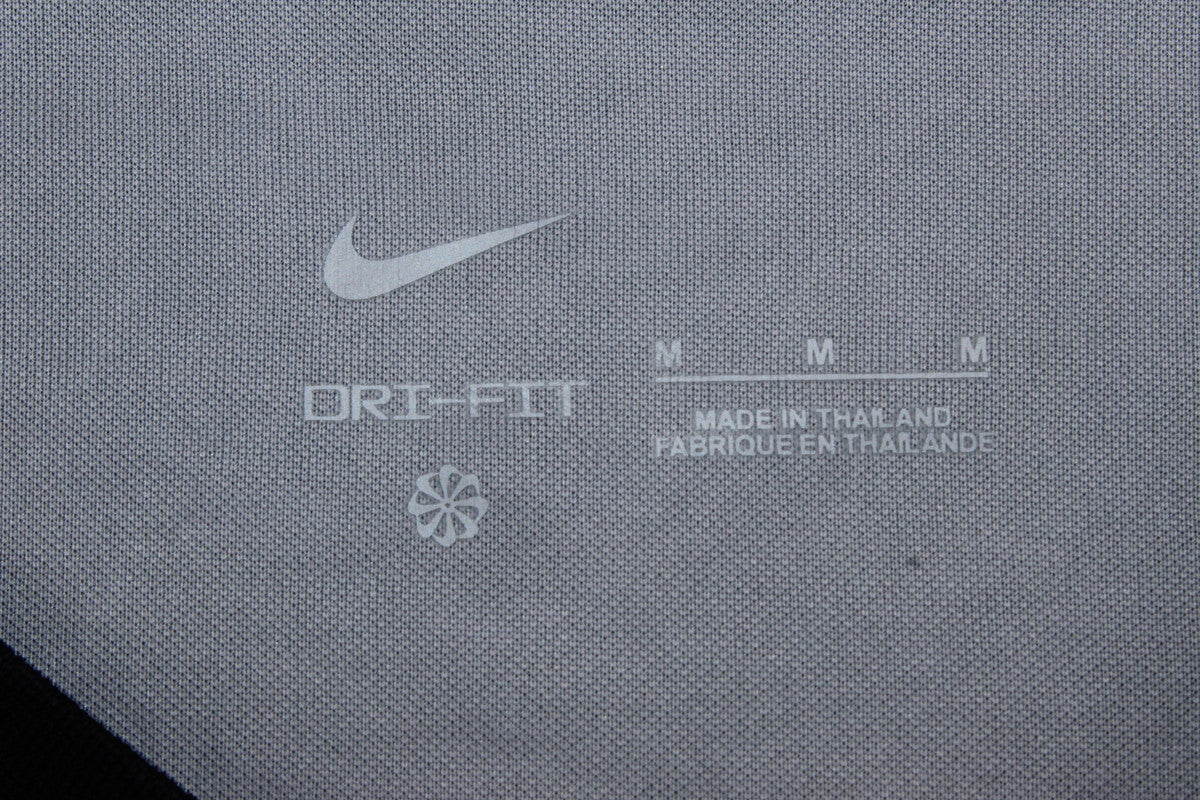 DRI-FIT
M M M
MADE IN THAILAND
FABRIQUE EN THAILANDE